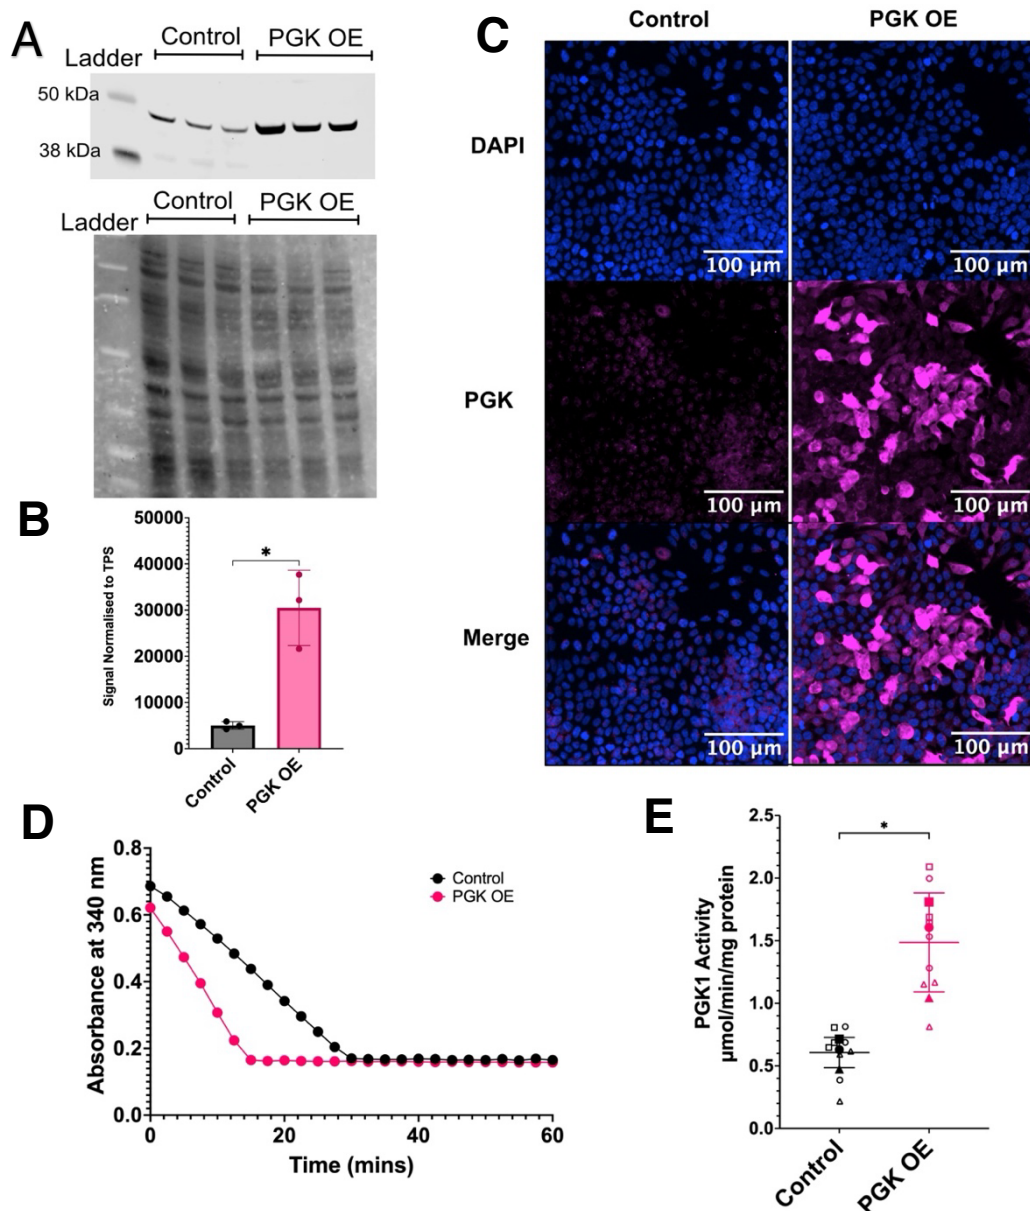 A
Control PGK OE
Ladder
50 kDa
38 kDa
Control PGK OE
Ladder
B
Signal Normalised to TPS
50000
40000
30000
20000
10000
0
*
Control
PGK OE
C
Control PGK OE
DAPI
100 µm 100 µm
PGK
100 µm 100 µm
Merge
100 µm 100 µm
D
Absorbance at 340 nm
0.8
0.6
0.4
0.2
0.0
0 20 40 60
Time (mins)
Control
PGK OE
E
PGK1 Activity
µmol/min/mg protein
2.5
2.0
1.5
1.0
0.5
0.0
*
Control
PGK OE